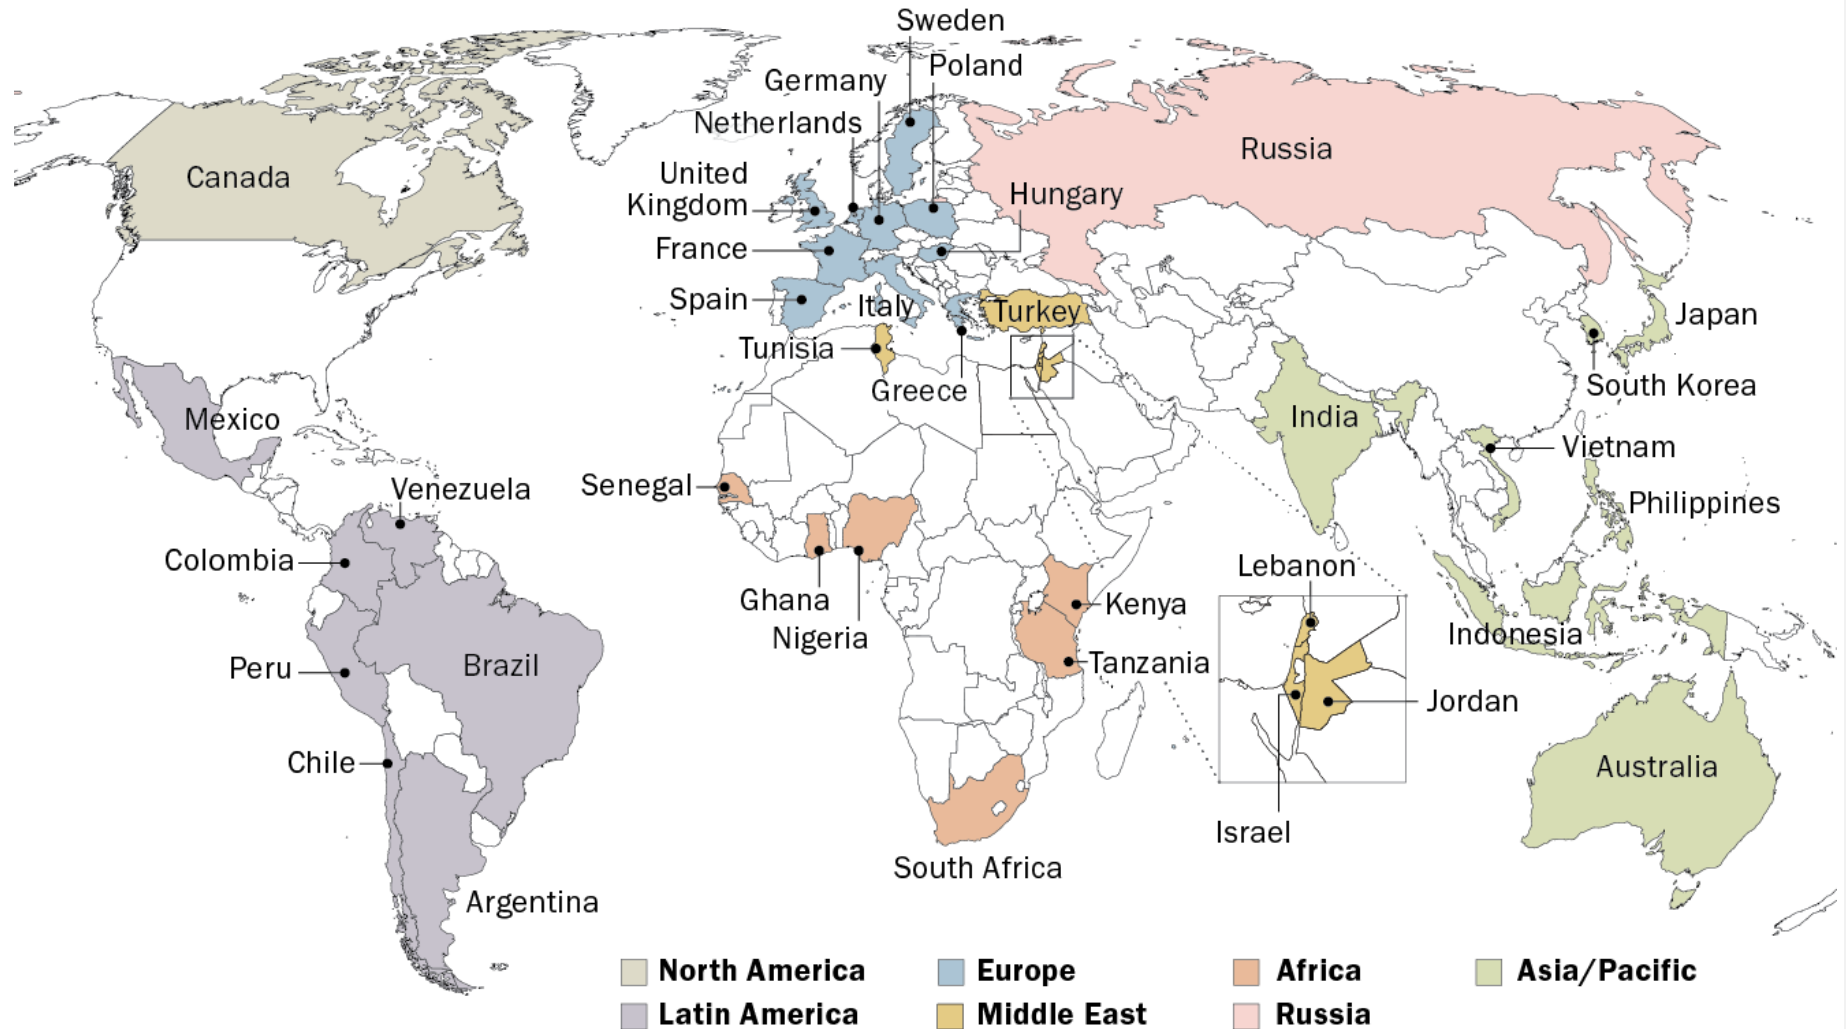 Sweden
Poland
Germany
Netherlands
United
Kingdom
Hungary
France
Spain
Italy
Turkey
Tunisia
Greece
Canada
Russia
Japan
South Korea
India
Vietnam
Philippines
Mexico
Venezuela
Colombia
Senegal
Ghana
Nigeria
Kenya
Tanzania
Lebanon
Indonesia
Jordan
Israel
Peru
Brazil
Chile
Australia
South Africa
Argentina
North America
Europe
Africa
Asia/Pacific
Latin America
Middle East
Russia